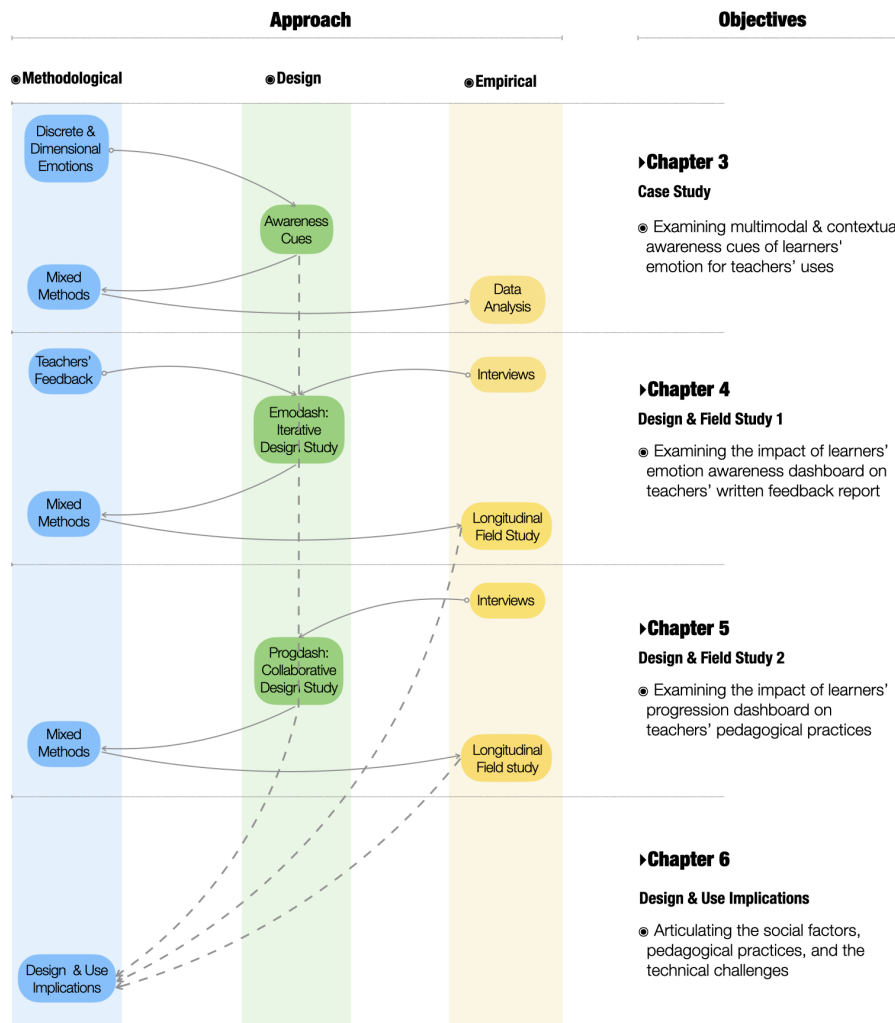 Approach
Objectives
◉Methodological
◉Design
◉Empirical
Discrete &
Dimensional
Emotions
Awareness
Cues
Mixed
Methods
Data
Analysis
▸Chapter 3
Case Study
◉ Examining multimodal & contextua
awareness cues of learners'
emotion for teachers’ uses
Teachers’
Feedback
Interviews
Emodash:
Iterative
Design Study
Mixed
Methods
Longitudinal
Field Study
▸Chapter 4
Design & Field Study 1
◉ Examining the impact of learners’
emotion awareness dashboard on
teachers’ written feedback report
Interviews
Progdash:
Collaborative
Design Study
Mixed
Methods
Longitudinal
Field study
▸Chapter 5
Design & Field Study 2
◉ Examining the impact of learners’
progression dashboard on
teachers’ pedagogical practices
Design & Use
Implications
▸Chapter 6
Design & Use Implications
◉ Articulating the social factors,
pedagogical practices, and the
technical challenges